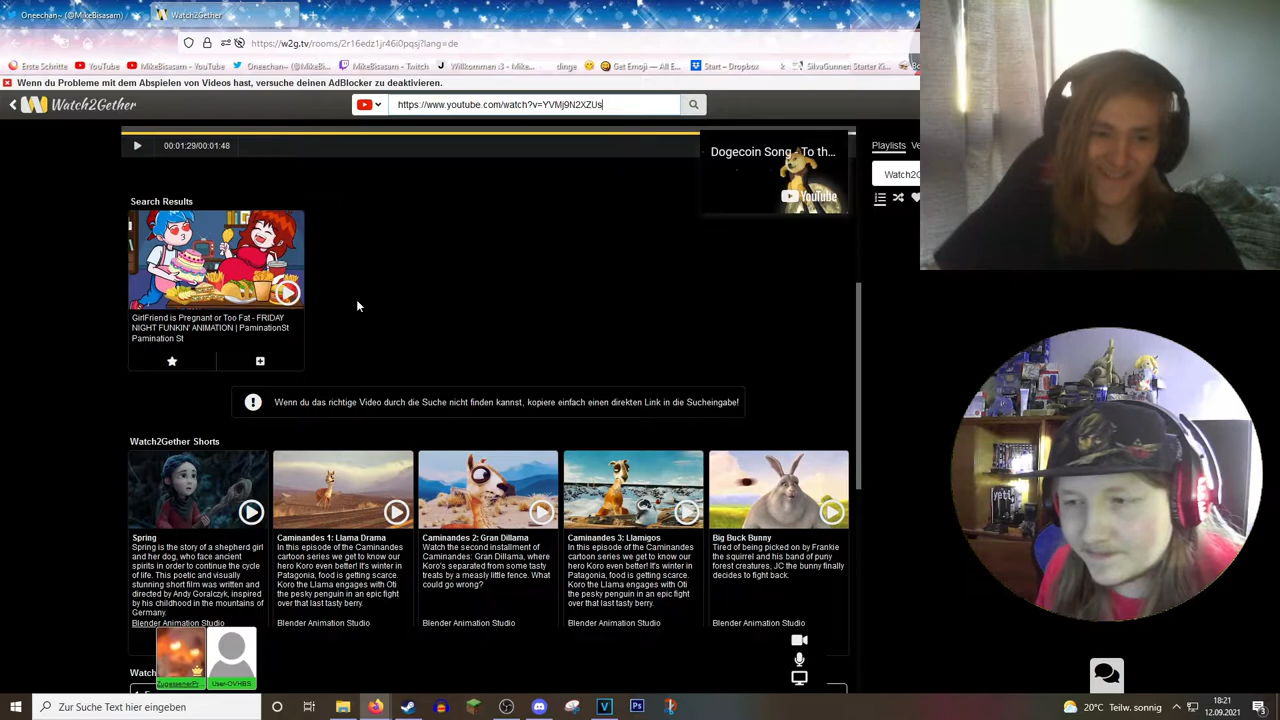 Oneechan~ (@MikeBisasam)
Watch2Gether
https://w2g.tv/rooms/2r16edz1jr46i0pqsj?lang=de
Erste Schritte
YouTube
MikeBisasam - YouTube
Oneechan~ (@MikeBi...
MikeBisasam - Twitch
Willkommen :3 - Mike...
dinge
Get Emoji — All E...
Start – Dropbox
k
SilvaGunner Starter Ki...
Wenn du Probleme mit dem Abspielen von Videos hast, versuche deinen AdBlocker zu deaktivieren.
Watch2Gether
https://www.youtube.com/watch?v=YVMj9N2XZUs
00:01:29/00:01:48
Dogecoin Song - To th...
YouTube
Playlists
Watch2G
Search Results
GirlFriend is Pregnant or Too Fat - FRIDAY
NIGHT FUNKIN' ANIMATION | PaminationSt
Pamination St
Wenn du das richtige Video durch die Suche nicht finden kannst, kopiere einfach einen direkten Link in die Sucheingabe!
Watch2Gether Shorts
Spring
Spring is the story of a shepherd girl
and her dog, who face ancient
spirits in order to continue the cycle
of life. This poetic and visually
stunning short film was written and
directed by Andy Goralczyk, inspired
by his childhood in the mountains of
Germany.
Blender Animation Studio
Caminandes 1: Llama Drama
In this episode of the Caminandes
cartoon series we get to know our
hero Koro even better! It's winter in
Patagonia, food is getting scarce.
Koro the Llama engages with Oti
the pesky penguin in an epic fight
over that last tasty berry.
Blender Animation Studio
Caminandes 2: Gran Dillama
Watch the second installment of
Caminandes: Gran Dillama, where
Koro's separated from some tasty
treats by a measly little fence. What
could go wrong?
Blender Animation Studio
Caminandes 3: Llamigos
In this episode of the Caminandes
cartoon series we get to know our
hero Koro even better! It's winter in
Patagonia, food is getting scarce.
Koro the Llama engages with Oti
the pesky penguin in an epic fight
over that last tasty berry.
Blender Animation Studio
Big Buck Bunny
Tired of being picked on by Frankie
the squirrel and his band of puny
forest creatures, JC the bunny finally
decides to fight back.
Blender Animation Studio
ZugessenerPr...
User-OVHBS
yeti
Zur Suche Text hier eingeben
20°C Teilw. sonnig
18:21
12.09.2021